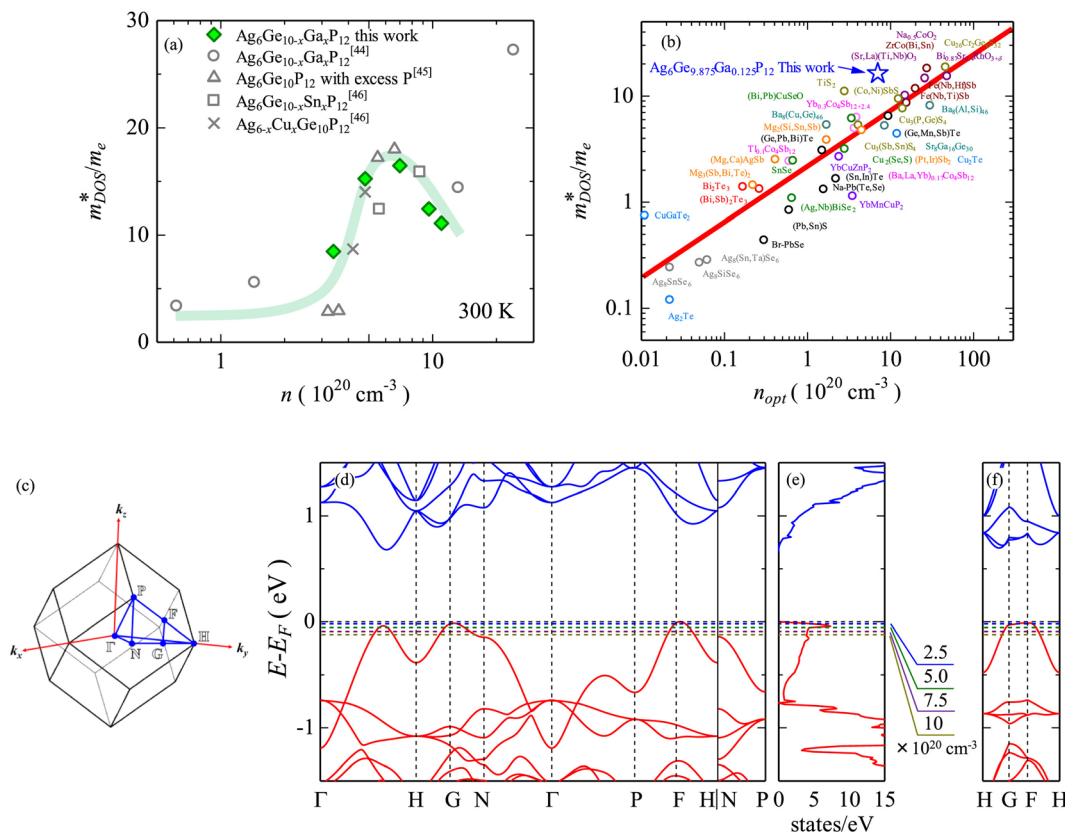 (a)
Ag6Ge10-xGaxP12 this work
Ag6Ge10-xGaxP12[44]
Ag6Ge10P12 with excess P[45]
Ag6Ge10-xSnxP12[46]
Ag6-xCuxGe10P12[46]
m*DOS/me
30
20
10
0
300 K
1
10
n ( 10^20 cm^-3)
(b)
Na0.5CoO2
ZrCo(Bi,Sn)
(Sr,La)(Ti,Nb)O3
Ag6Ge9.875Ga0.125P12 This work
TiS2
(Co,Ni)SbS
(Nb,Hf)Sb
(Bi,Pb)CuSeO
Yb0.3Co4Sb12+2.4
Fe(Nb,Ti)Sb
Ba8(Al,Si)46
Ba8(Cu,Ge)46
Cu3(P,Ge)S4
Mg2(Si,Sn,Sb)
(Ge,Mn,Sb)Te
(Ge,Pb,Bi)Te
Cu3(Sb,Sn)S4
Sr8Ga16Ge30
Tl0.1Co4Sb12
(Mg,Ca)AgSb
SnSe
Cu2(Se,S)
(Pt,Ir)Sb2
Cu2Te
YbCuZnP2
Mg3(Sb,Bi,Te)2
(Sn,In)Te
(Ba,La,Yb)0.17Co4Sb12
Bi2Te3
Na-Pb(Te,Se)
(Bi,Sb)2Te3
(Ag,Nb)BiSe2
YbMnCuP2
CuGaTe2
(Pb,Sn)S
Br-PbSe
Ag8(Sn,Ta)Se6
Ag8SiSe6
Ag8SnSe6
Ag2Te
m*DOS/me
10
1
0.1
0.01
0.1
1
10
100
nopt ( 10^20 cm^-3)
(c)
kz
P
F
Γ
N
G
H
kx
ky
(d)
E-EF ( eV)
1
0
-1
Γ
H
G
N
Γ
P
F
H|N
P
(e)
0
5
10
15
states/eV
2.5
5.0
7.5
10
× 10^20 cm^-3
(f)
H
G
F
H